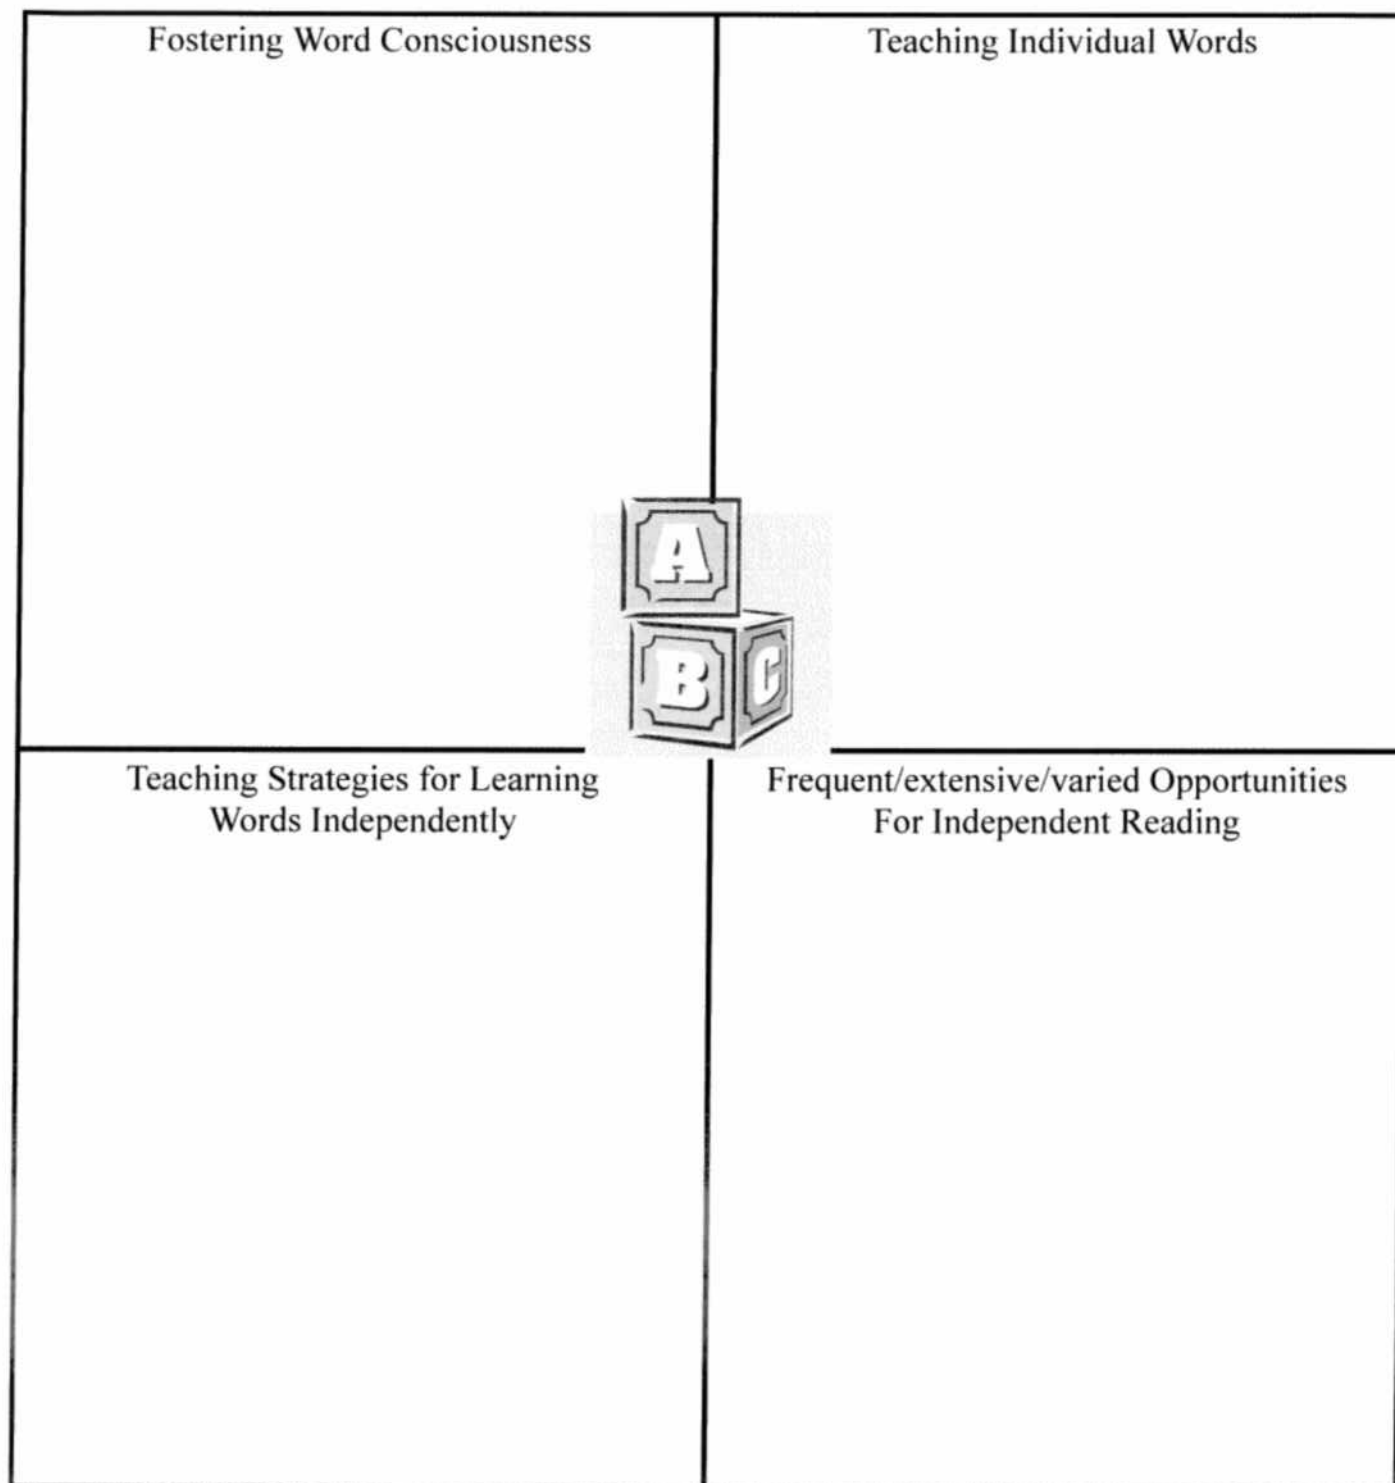 Fostering Word Consciousness
Teaching Individual Words
A
B C
Teaching Strategies for Learning
Words Independently
Frequent/extensive/varied Opportunities
For Independent Reading